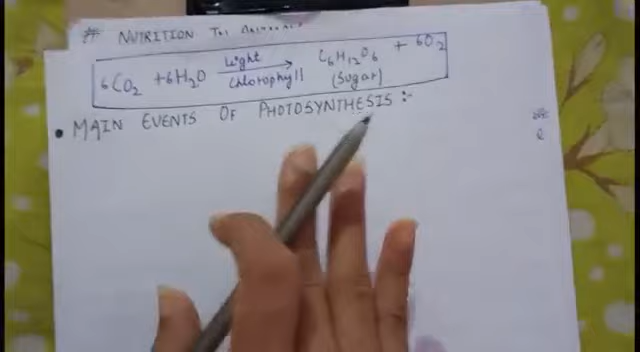 # NUTRITION
Light
6CO2 + 6H2O → C6H12O6 + 6O2
Chlorophyll (Sugar)
• MAIN EVENTS OF PHOTOSYNTHESIS :-